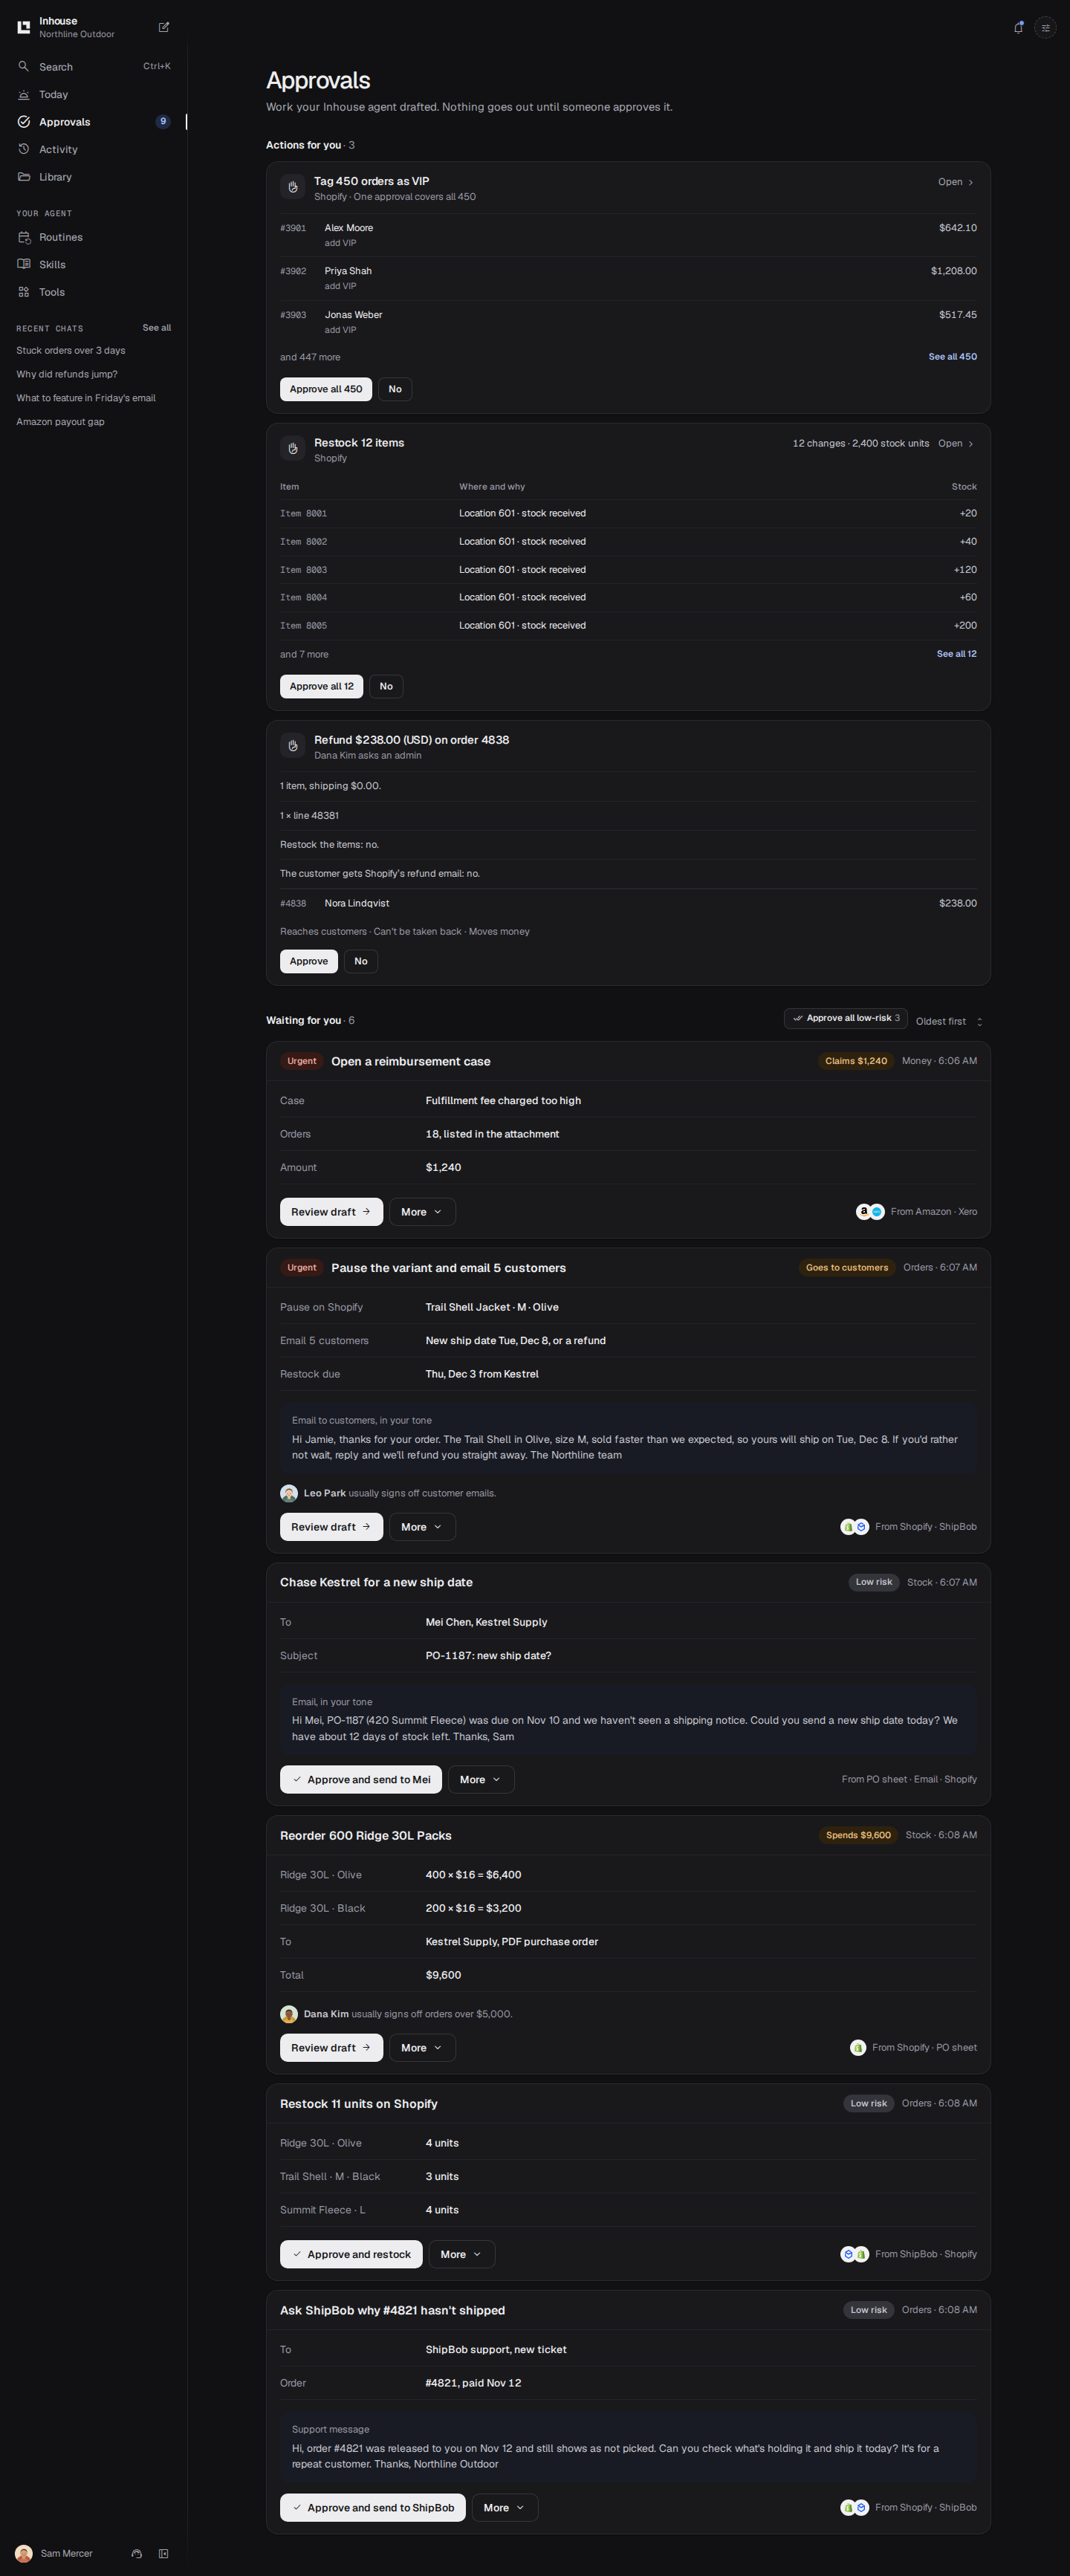 Inhouse
Northline Outdoor
Search Ctrl+K
Today
Approvals 9
Activity
Library
YOUR AGENT
Routines
Skills
Tools
RECENT CHATS See all
Stuck orders over 3 days
Why did refunds jump?
What to feature in Friday's email
Amazon payout gap
Sam Mercer
Approvals
Work your Inhouse agent drafted. Nothing goes out until someone approves it.
Actions for you · 3
Tag 450 orders as VIP Open
Shopify · One approval covers all 450
#3901 Alex Moore $642.10
add VIP
#3902 Priya Shah $1,208.00
add VIP
#3903 Jonas Weber $517.45
add VIP
and 447 more See all 450
Approve all 450 No
Restock 12 items 12 changes · 2,400 stock units Open
Shopify
Item Where and why Stock
Item 8001 Location 601 · stock received +20
Item 8002 Location 601 · stock received +40
Item 8003 Location 601 · stock received +120
Item 8004 Location 601 · stock received +60
Item 8005 Location 601 · stock received +200
and 7 more See all 12
Approve all 12 No
Refund $238.00 (USD) on order 4838
Dana Kim asks an admin
1 item, shipping $0.00.
1 × line 48381
Restock the items: no.
The customer gets Shopify's refund email: no.
#4838 Nora Lindqvist $238.00
Reaches customers · Can't be taken back · Moves money
Approve No
Waiting for you · 6 Approve all low-risk 3 Oldest first
Urgent Open a reimbursement case Claims $1,240 Money · 6:06 AM
Case Fulfillment fee charged too high
Orders 18, listed in the attachment
Amount $1,240
Review draft More From Amazon · Xero
Urgent Pause the variant and email 5 customers Goes to customers Orders · 6:07 AM
Pause on Shopify Trail Shell Jacket · M · Olive
Email 5 customers New ship date Tue, Dec 8, or a refund
Restock due Thu, Dec 3 from Kestrel
Email to customers, in your tone
Hi Jamie, thanks for your order. The Trail Shell in Olive, size M, sold faster than we expected, so yours will ship on Tue, Dec 8. If you'd rather
not wait, reply and we'll refund you straight away. The Northline team
Leo Park usually signs off customer emails.
Review draft More From Shopify · ShipBob
Chase Kestrel for a new ship date Low risk Stock · 6:07 AM
To Mei Chen, Kestrel Supply
Subject PO-1187: new ship date?
Email, in your tone
Hi Mei, PO-1187 (420 Summit Fleece) was due on Nov 10 and we haven't seen a shipping notice. Could you send a new ship date today? We
have about 12 days of stock left. Thanks, Sam
Approve and send to Mei More From PO sheet · Email · Shopify
Reorder 600 Ridge 30L Packs Spends $9,600 Stock · 6:08 AM
Ridge 30L · Olive 400 × $16 = $6,400
Ridge 30L · Black 200 × $16 = $3,200
To Kestrel Supply, PDF purchase order
Total $9,600
Dana Kim usually signs off orders over $5,000.
Review draft More From Shopify · PO sheet
Restock 11 units on Shopify Low risk Orders · 6:08 AM
Ridge 30L · Olive 4 units
Trail Shell · M · Black 3 units
Summit Fleece · L 4 units
Approve and restock More From ShipBob · Shopify
Ask ShipBob why #4821 hasn't shipped Low risk Orders · 6:08 AM
To ShipBob support, new ticket
Order #4821, paid Nov 12
Support message
Hi, order #4821 was released to you on Nov 12 and still shows as not picked. Can you check what's holding it and ship it today? It's for a
repeat customer. Thanks, Northline Outdoor
Approve and send to ShipBob More From Shopify · ShipBob